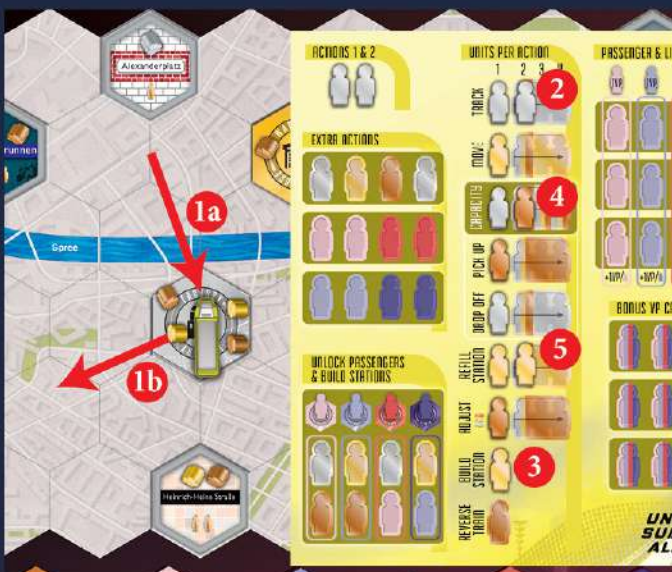 Alexanderplatz
runnen
Spree
1a
1b
Heinrich-Heine Straße
ACTIONS 1 & 2
EXTRA ACTIONS
UNLOCK PASSENGERS
& BUILD STATIONS
UNITS PER ACTION
1 2 3 4
TRACK
2
MOVE
CAPACITY
4
PICK UP
DROP OFF
REFILL
STATION
5
ADJUST
BUILD
STATION
3
REVERSE
TRAIN
PASSENGER & LI
1VP/
1VP/
+1VP/
+1VP/
BONUS VP C
UN
SU
AL